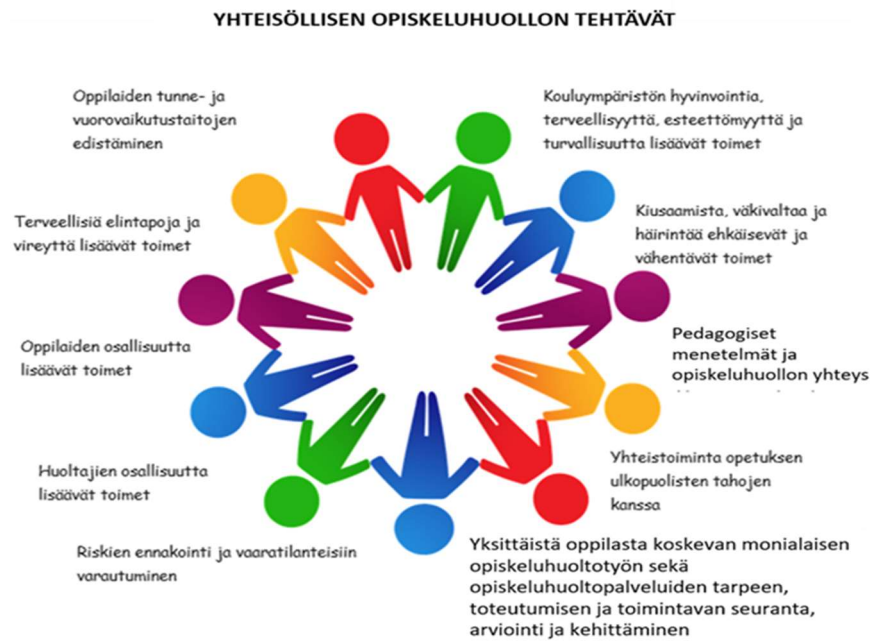 YHTEISÖLLISEN OPISKELUHUOLLON TEHTÄVÄT
Oppilaiden tunne- ja
vuorovaikutustaitojen
edistäminen
Kouluympäristön hyvinvointia,
terveellisyyttä, esteettömyyttä ja
turvallisuutta lisäävät toimet
Terveellisiä elintapoja ja
vireyttä lisäävät toimet
Kiusaamista, väkivaltaa ja
häirintää ehkäisevät ja
vähentävät toimet
Oppilaiden osallisuutta
lisäävät toimet
Pedagogiset
menetelmät ja
opiskeluhuollon yhteys
Huoltajien osallisuutta
lisäävät toimet
Yhteistoiminta opetuksen
ulkopuolisten tahojen
kanssa
Riskien ennakointi ja vaaratilanteisiin
varautuminen
Yksittäistä oppilasta koskevan monialaisen
opiskeluhuoltotyön sekä
opiskeluhuoltopalveluiden tarpeen,
toteutumisen ja toimintavan seuranta,
arviointi ja kehittäminen